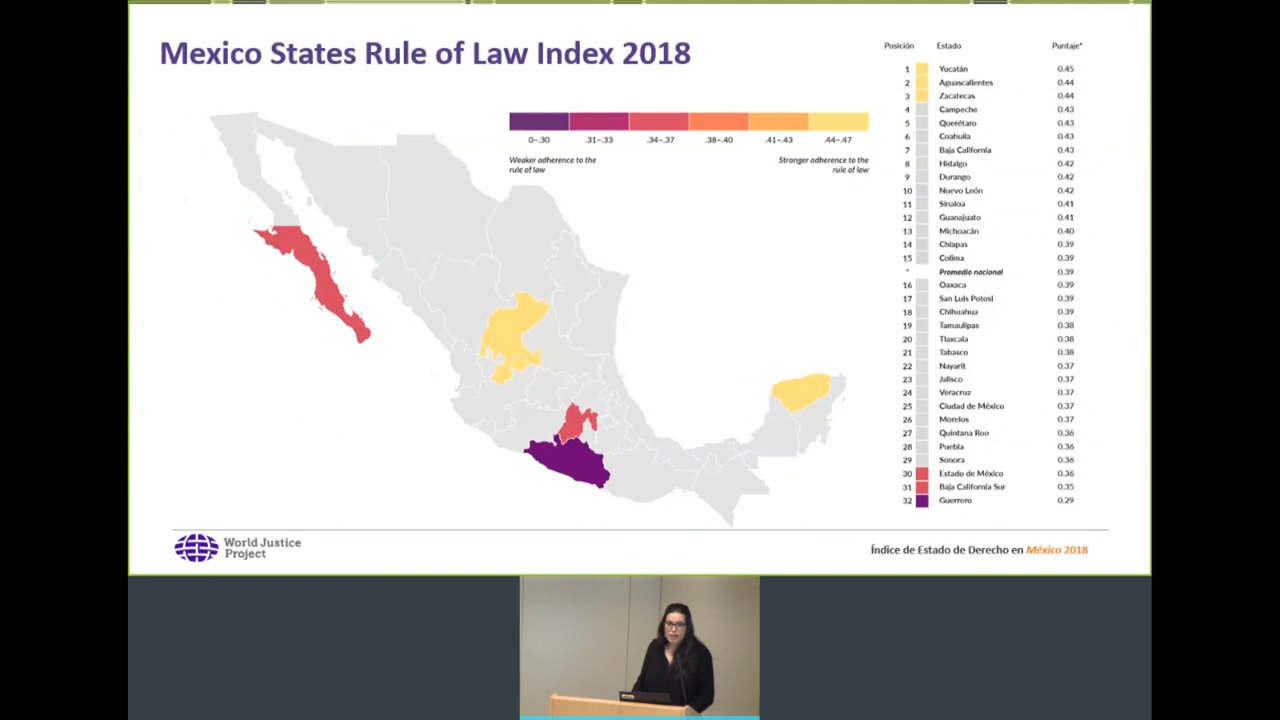 Mexico States Rule of Law Index 2018
0–.30 .31–.33 .34–.37 .38–.40 .41–.43 .44–.47
Weaker adherence to the
rule of law
Stronger adherence to the
rule of law
Posición Estado Puntaje*
1 Yucatán 0.45
2 Aguascalientes 0.44
3 Zacatecas 0.44
4 Campeche 0.43
5 Querétaro 0.43
6 Coahuila 0.43
7 Baja California 0.43
8 Hidalgo 0.42
9 Durango 0.42
10 Nuevo León 0.42
11 Sinaloa 0.41
12 Guanajuato 0.41
13 Michoacán 0.40
14 Chiapas 0.39
15 Colima 0.39
* Promedio nacional 0.39
16 Oaxaca 0.39
17 San Luis Potosí 0.39
18 Chihuahua 0.39
19 Tamaulipas 0.38
20 Tlaxcala 0.38
21 Tabasco 0.38
22 Nayarit 0.37
23 Jalisco 0.37
24 Veracruz 0.37
25 Ciudad de México 0.37
26 Morelos 0.37
27 Quintana Roo 0.36
28 Puebla 0.36
29 Sonora 0.36
30 Estado de México 0.36
31 Baja California Sur 0.35
32 Guerrero 0.29
World Justice
Project
Índice de Estado de Derecho en México 2018